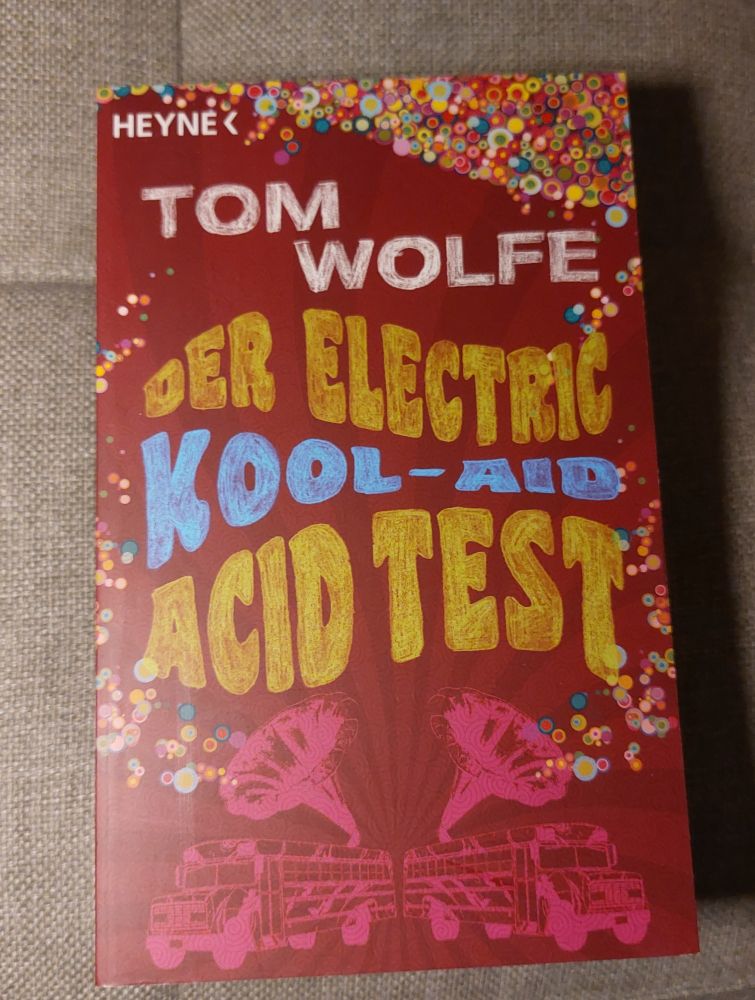 HEYNE
TOM
WOLFE
DER ELECTRIC
KOOL-AID
ACID TEST